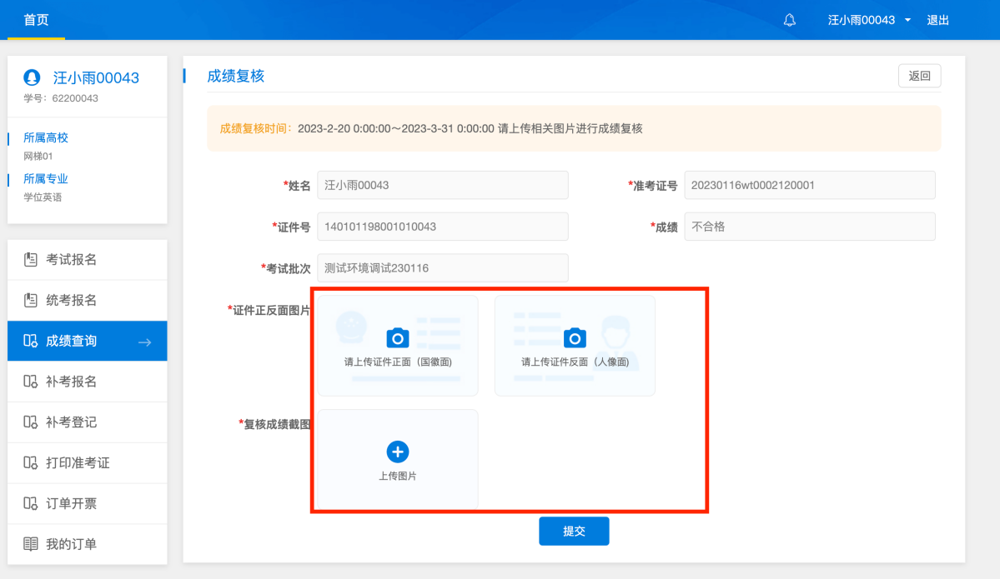 首页
汪小雨00043
退出
汪小雨00043
学号：62200043
所属高校
网梯01
所属专业
学位英语
考试报名
统考报名
成绩查询
补考报名
补考登记
打印准考证
订单开票
我的订单
成绩复核
返回
成绩复核时间：2023-2-20 0:00:00～2023-3-31 0:00:00 请上传相关图片进行成绩复核
*姓名 汪小雨00043 *准考证号 20230116wt0002120001
*证件号 140101198001010043 *成绩 不合格
*考试批次 测试环境调试230116
*证件正反面图片
请上传证件正面（国徽面) 请上传证件反面（人像面)
*复核成绩截图
上传图片
提交